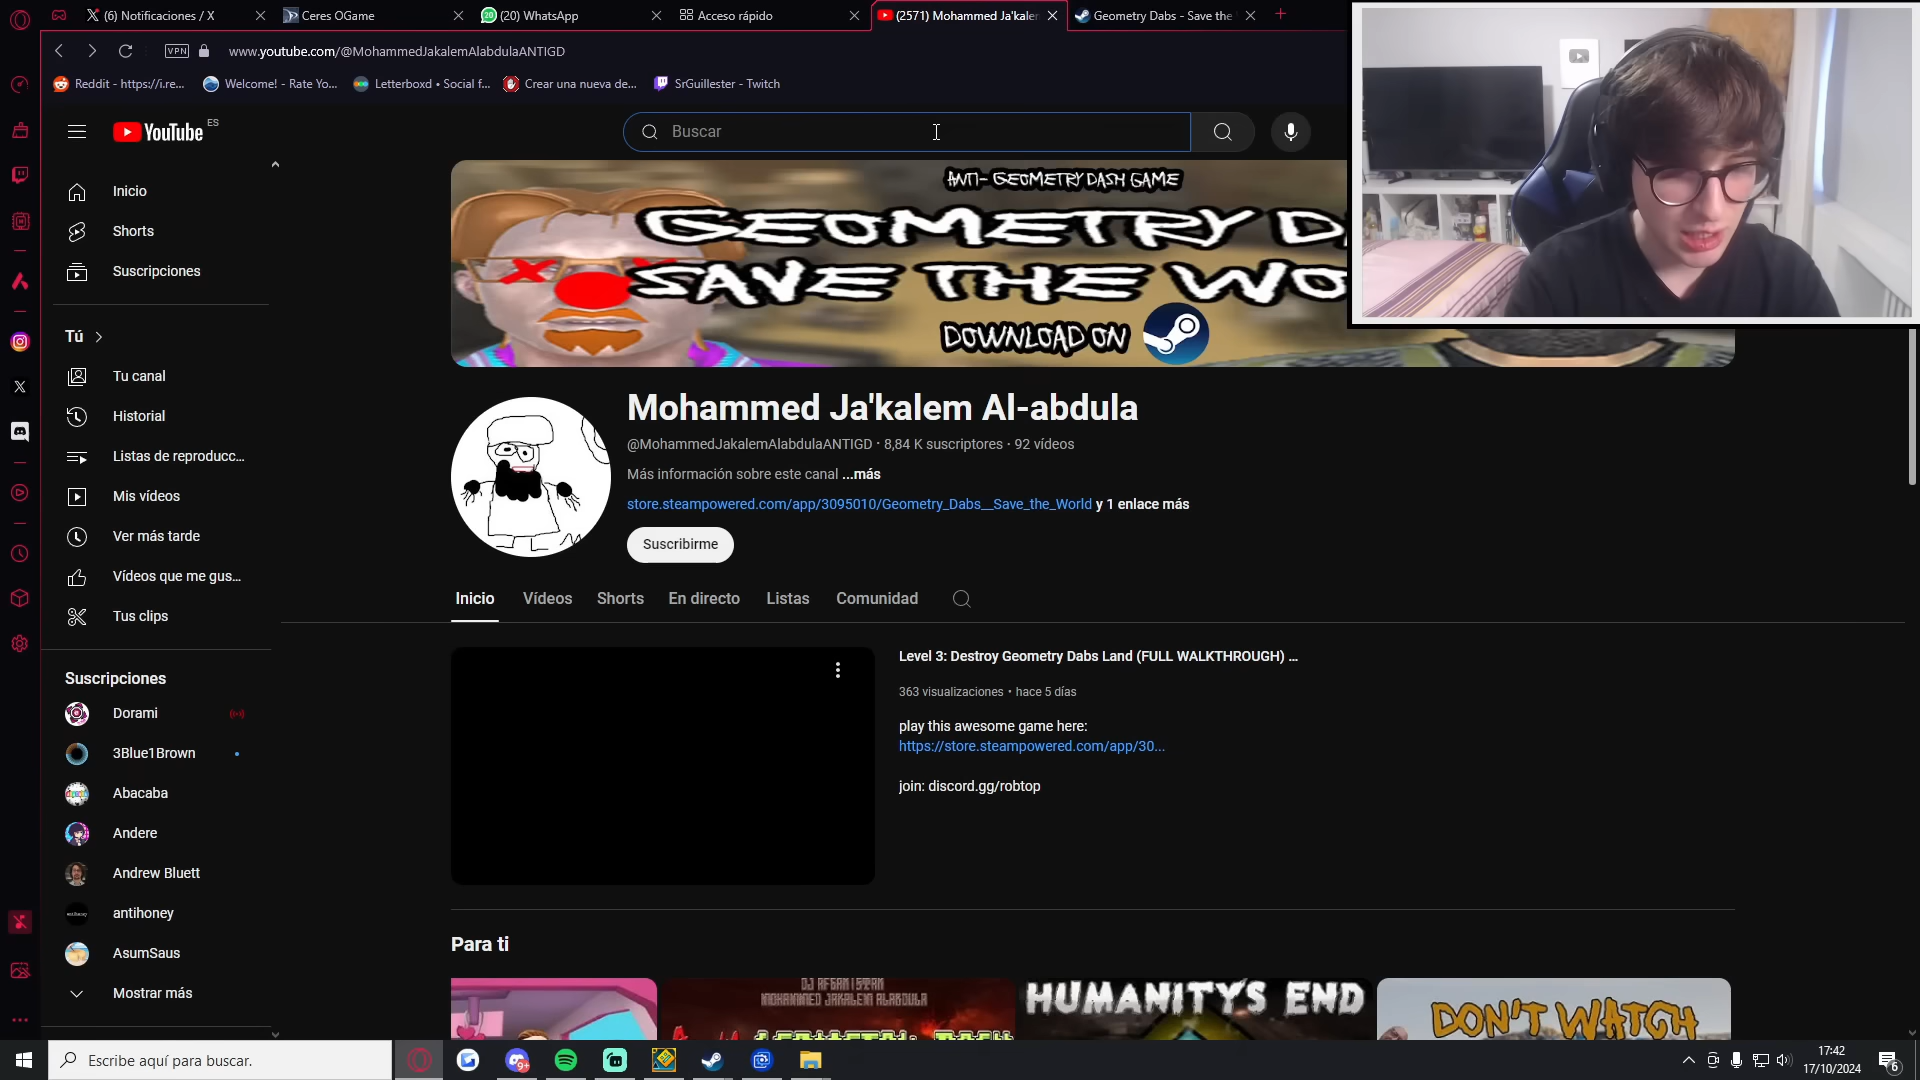 (6) Notificaciones / X
Ceres OGame
(20) WhatsApp
Acceso rápido
(2571) Mohammed Ja'kalem
Geometry Dabs - Save the
VPN
www.youtube.com/@MohammedJakalemAlabdulaANTIGD
Reddit - https://i.re...
Welcome! - Rate Yo...
Letterboxd • Social f...
Crear una nueva de...
SrGuillester - Twitch
YouTube ES
Buscar
Inicio
Shorts
Suscripciones
Tú
Tu canal
Historial
Listas de reproducc...
Mis vídeos
Ver más tarde
Vídeos que me gus...
Tus clips
Suscripciones
Dorami
3Blue1Brown
Abacaba
Andere
Andrew Bluett
antihoney
AsumSaus
Mostrar más
ANTI-GEOMETRY DASH GAME
GEOMETRY DA
SAVE THE WO
DOWNLOAD ON
Mohammed Ja'kalem Al-abdula
@MohammedJakalemAlabdulaANTIGD · 8,84 K suscriptores · 92 vídeos
Más información sobre este canal ...más
store.steampowered.com/app/3095010/Geometry_Dabs__Save_the_World y 1 enlace más
Suscribirme
Inicio
Vídeos
Shorts
En directo
Listas
Comunidad
Level 3: Destroy Geometry Dabs Land (FULL WALKTHROUGH) ...
363 visualizaciones • hace 5 días
play this awesome game here:
https://store.steampowered.com/app/30...
join: discord.gg/robtop
Para ti
DJ AFGANISTAN
MOHAMMED JAKALEM ALABDULA
HUMANITYS END
DON'T WATCH
Escribe aquí para buscar.
9+
17:42
17/10/2024
6